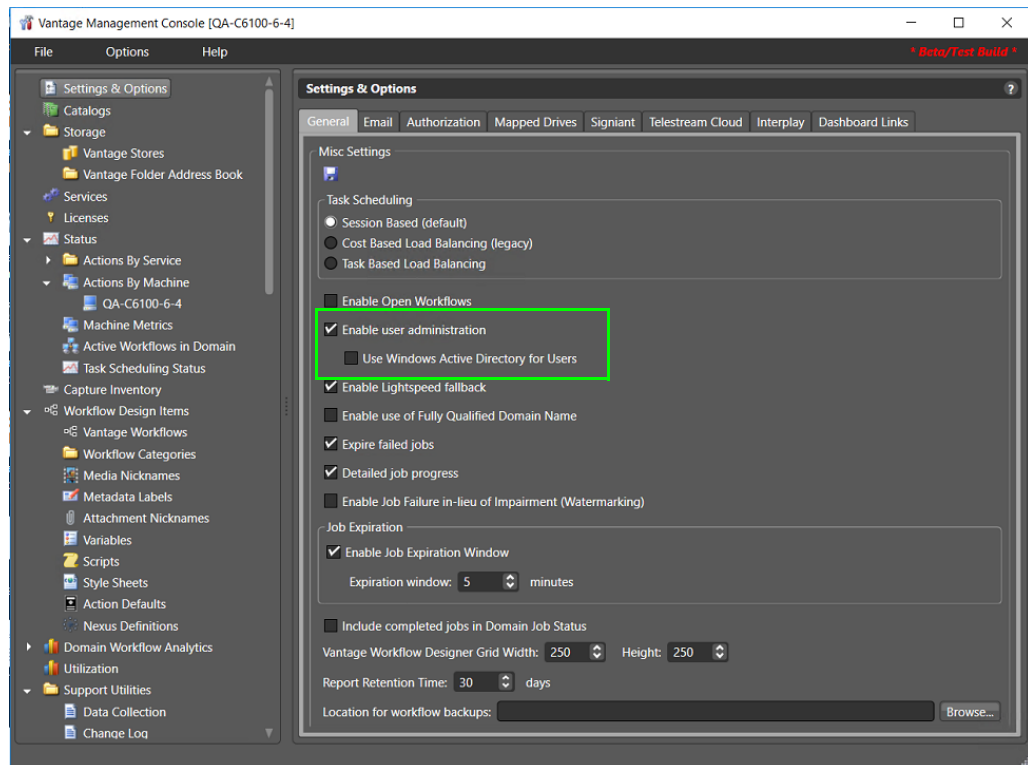 Vantage Management Console [QA-C6100-6-4]
File Options Help
* Beta/Test Build *
Settings & Options
Catalogs
Storage
Vantage Stores
Vantage Folder Address Book
Services
Licenses
Status
Actions By Service
Actions By Machine
QA-C6100-6-4
Machine Metrics
Active Workflows in Domain
Task Scheduling Status
Capture Inventory
Workflow Design Items
Vantage Workflows
Workflow Categories
Media Nicknames
Metadata Labels
Attachment Nicknames
Variables
Scripts
Style Sheets
Action Defaults
Nexus Definitions
Domain Workflow Analytics
Utilization
Support Utilities
Data Collection
Change Log
Settings & Options
?
General Email Authorization Mapped Drives Signiant Telestream Cloud Interplay Dashboard Links
Misc Settings
Task Scheduling
Session Based (default)
Cost Based Load Balancing (legacy)
Task Based Load Balancing
Enable Open Workflows
Enable user administration
Use Windows Active Directory for Users
Enable Lightspeed fallback
Enable use of Fully Qualified Domain Name
Expire failed jobs
Detailed job progress
Enable Job Failure in-lieu of Impairment (Watermarking)
Job Expiration
Enable Job Expiration Window
Expiration window: 5 minutes
Include completed jobs in Domain Job Status
Vantage Workflow Designer Grid Width: 250 Height: 250
Report Retention Time: 30 days
Location for workflow backups: Browse...